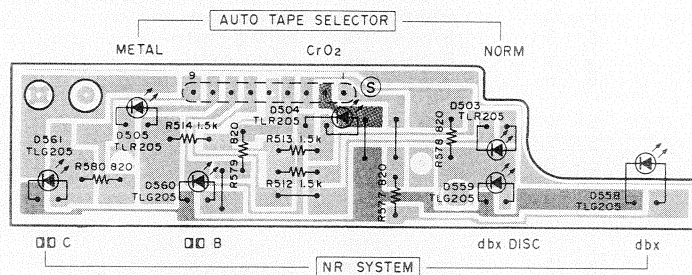 AUTO TAPE SELECTOR
METAL CrO2 NORM
9 1 S
D504
TLR205
D503
TLR205
D505
TLR205
R514 1.5k
R579 820
R513 1.5k
R578 820
D561
TLG205
R580 820
D560
TLG205
R512 1.5k
R577 820
D559
TLG205
D558
TLG205
C B dbx DISC dbx
NR SYSTEM